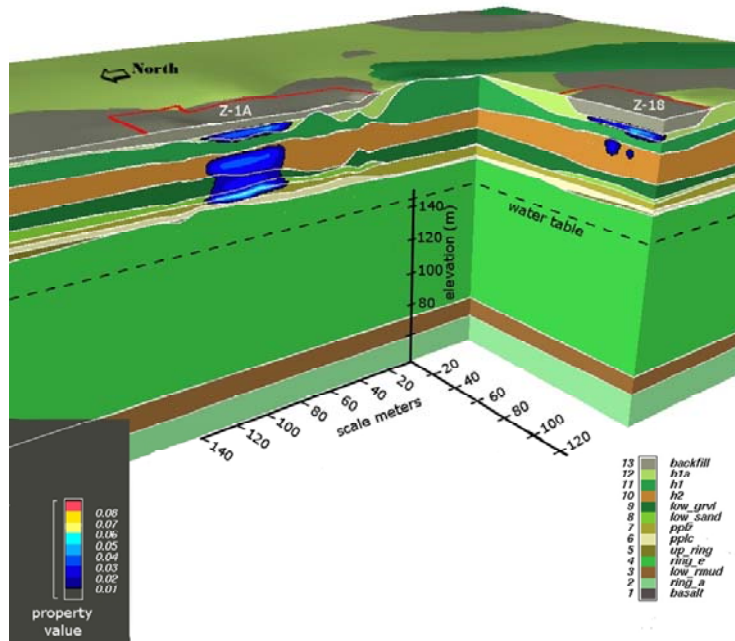 North
Z-1A
Z-18
water table
elevation (m)
140
120
100
80
20
40
60
80
100
120
140
scale meters
20
40
60
80
100
120
13 backfill
12 h1a
11 h1
10 h2
9 low_grvl
8 low_sand
7
6 pplc
5 up_ring
4 ring_e
3 low_rmud
2 ring_a
1 basalt
0.08
0.07
0.06
0.05
0.04
0.03
0.02
0.01
property
value